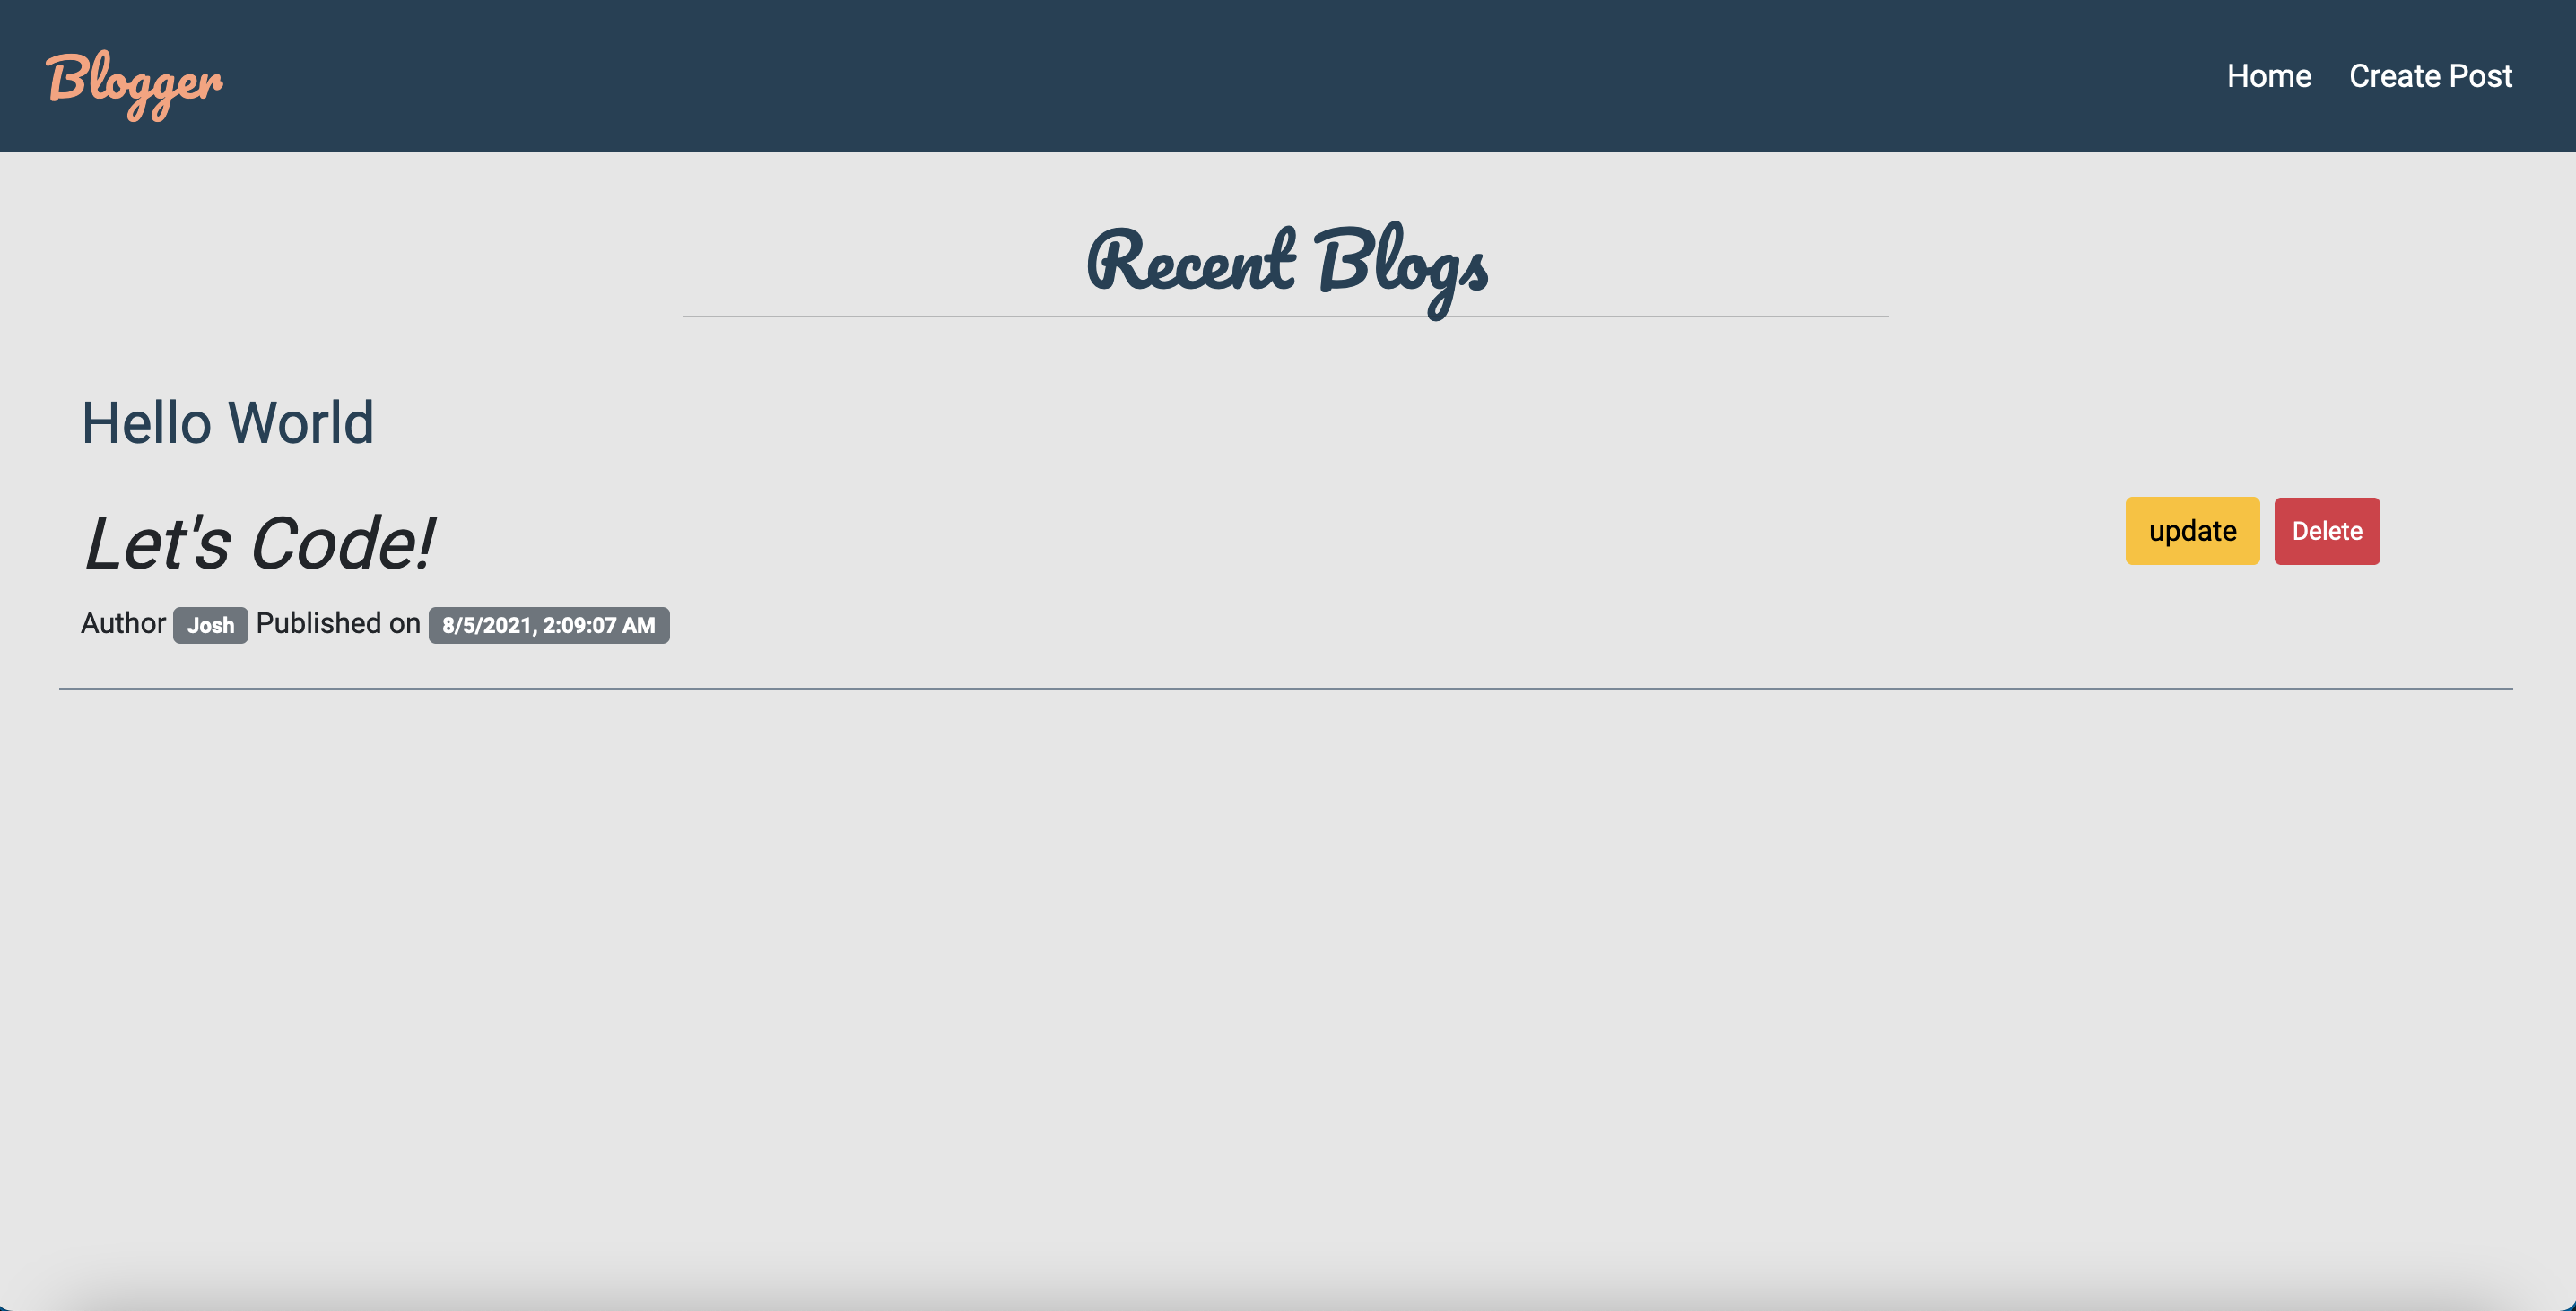 Blogger
Home Create Post
Recent Blogs
Hello World
Let's Code!
update Delete
Author Josh Published on 8/5/2021, 2:09:07 AM